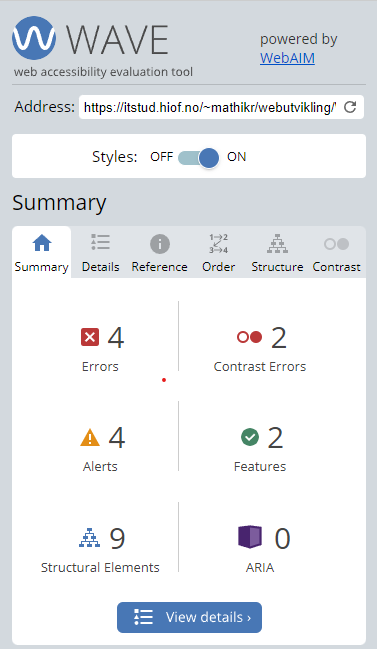 WAVE
web accessibility evaluation tool
powered by
WebAIM
Address: https://itstud.hiof.no/~mathikr/webutvikling/
Styles: OFF ON
Summary
Summary Details Reference Order Structure Contrast
4
Errors
2
Contrast Errors
4
Alerts
2
Features
9
Structural Elements
0
ARIA
View details ›